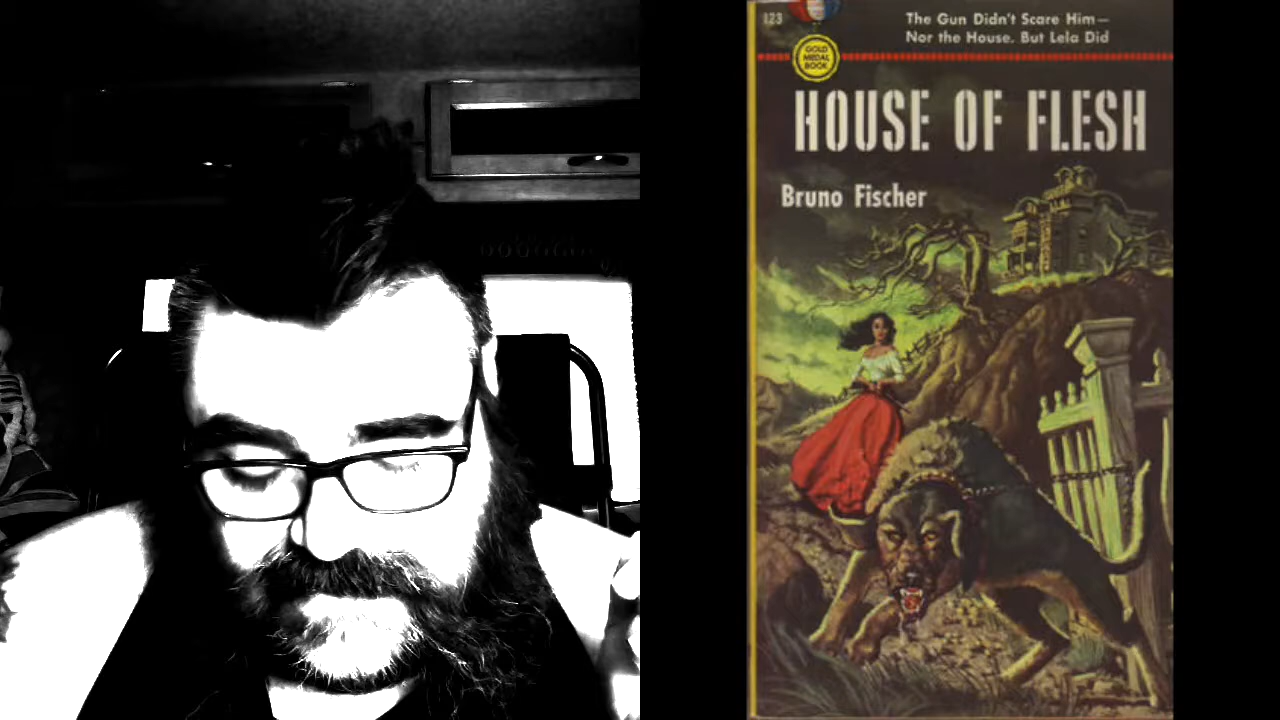 123
The Gun Didn't Scare Him—
Nor the House. But Lela Did
GOLD
MEDAL
BOOK
HOUSE OF FLESH
Bruno Fischer